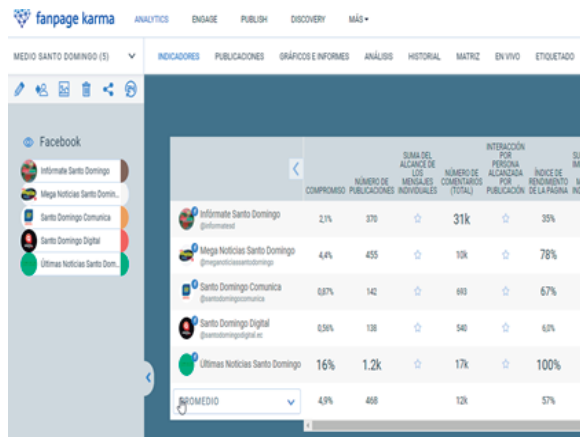 fanpage karma
ANALYTICS ENGAGE PUBLISH DISCOVERY MÁS
MEDIO SANTO DOMINGO (5)
INDICADORES PUBLICACIONES GRÁFICOS E INFORMES ANÁLISIS HISTORIAL MATRIZ EN VIVO ETIQUETADO
Facebook
Infórmate Santo Domingo
Mega Noticias Santo Domin...
Santo Domingo Comunica
Santo Domingo Digital
Últimas Noticias Santo Dom...
COMPROMISO
NÚMERO DE
PUBLICACIONES
SUMA DEL
ALCANCE DE
LOS
MENSAJES
INDIVIDUALES
NÚMERO DE
COMENTARIOS
(TOTAL)
INTERACCIÓN
POR
PERSONA
ALCANZADA
POR
PUBLICACIÓN
ÍNDICE DE
RENDIMIENTO
DE LA PAGINA
Infórmate Santo Domingo 2,1% 370 31k 35%
@informatesd
Mega Noticias Santo Domingo 4,4% 455 10k 78%
@meganoticiassantodomingo
Santo Domingo Comunica 0,87% 142 693 67%
@santodomingocomunica
Santo Domingo Digital 0,56% 138 540 6,0%
@santodomingodigital.ec
Últimas Noticias Santo Domingo 16% 1.2k 17k 100%
PROMEDIO 4,9% 468 12k 57%